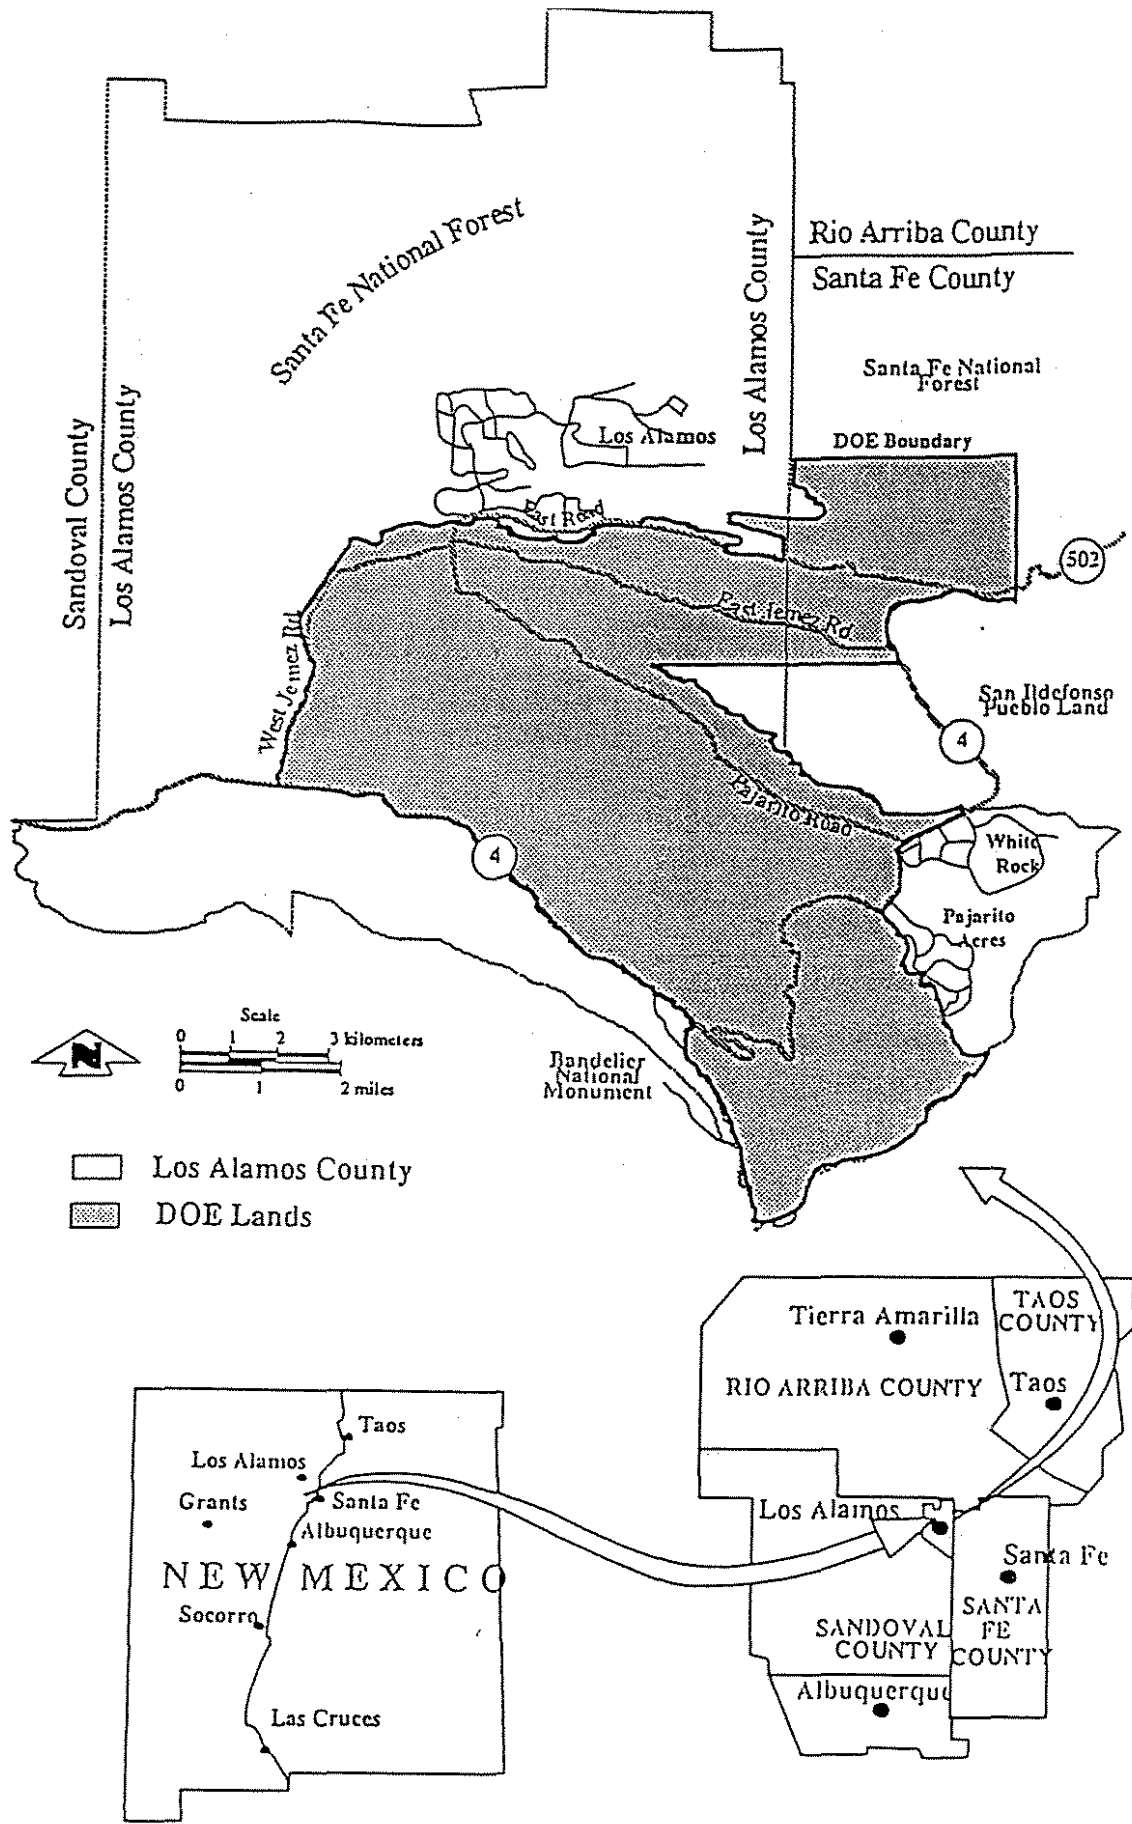 Rio Arriba County
Santa Fe County
Santa Fe National Forest
Los Alamos County
Santa Fe National
Forest
DOE Boundary
Los Alamos
East Road
Sandoval County
Los Alamos County
502
East Jemez Rd.
West Jemez Rd
San Ildefonso
Pueblo Land
4
Pajarito Road
4
White
Rock
Pajarito
Acres
Scale
0 1 2 3 kilometers
0 1 2 miles
N
Bandelier
National
Monument
Los Alamos County
DOE Lands
Tierra Amarilla
TAOS
COUNTY
RIO ARRIBA COUNTY
Taos
Los Alamos
Santa Fe
SANDOVAL
COUNTY
SANTA
FE
COUNTY
Albuquerque
Taos
Los Alamos
Grants
Santa Fe
Albuquerque
NEW MEXICO
Socorro
Las Cruces